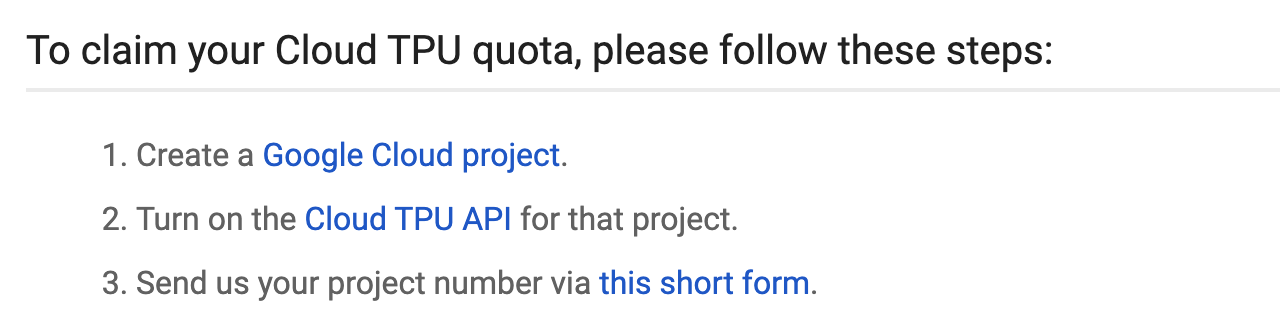 To claim your Cloud TPU quota, please follow these steps:
1. Create a Google Cloud project.
2. Turn on the Cloud TPU API for that project.
3. Send us your project number via this short form.